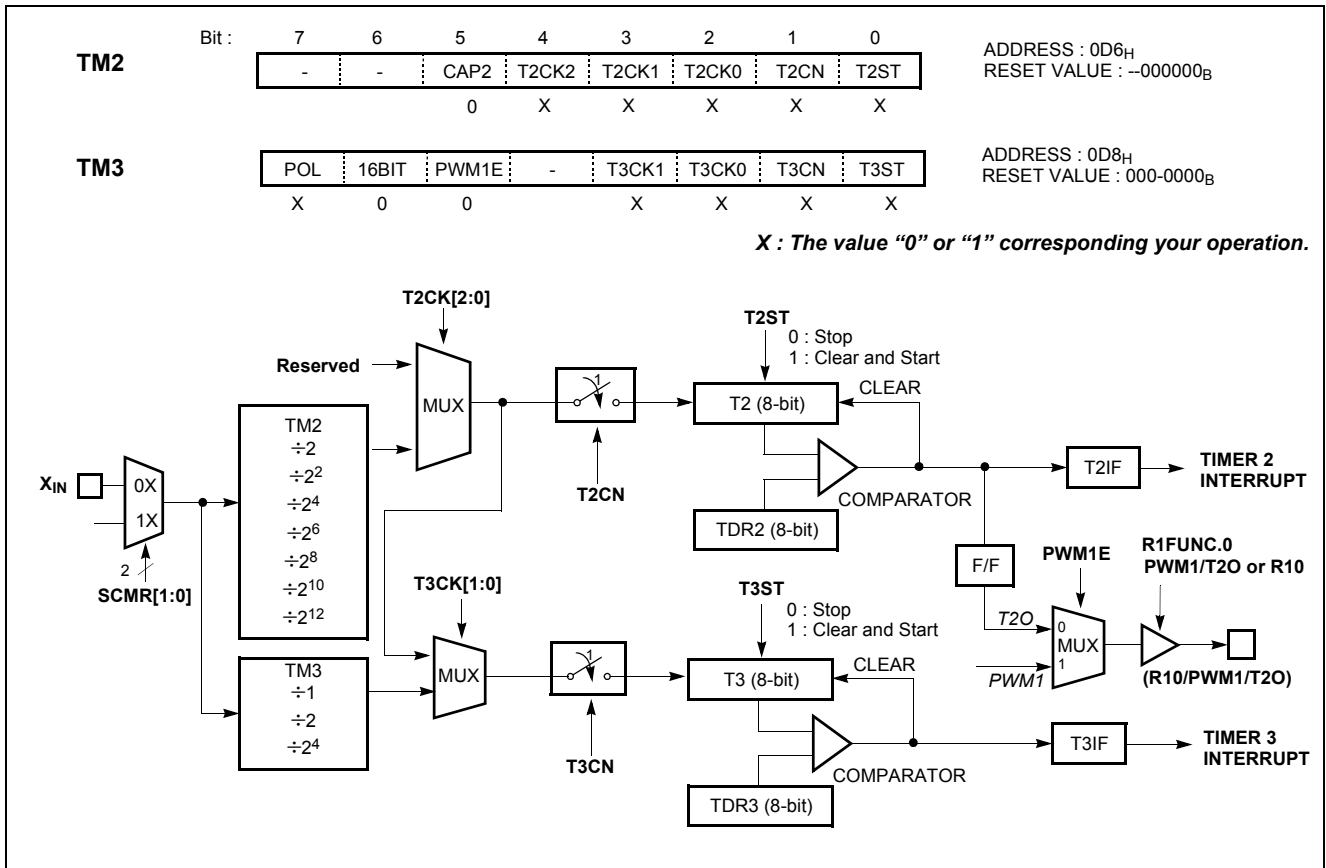 Bit : 7 6 5 4 3 2 1 0
TM2
- - CAP2 T2CK2 T2CK1 T2CK0 T2CN T2ST
0 X X X X X
ADDRESS : 0D6H
RESET VALUE : --000000B
TM3
POL 16BIT PWM1E - T3CK1 T3CK0 T3CN T3ST
X 0 0 X X X X
ADDRESS : 0D8H
RESET VALUE : 000-0000B
X : The value “0” or “1” corresponding your operation.
T2CK[2:0]
Reserved
MUX
1
T2CN
T2ST
0 : Stop
1 : Clear and Start
CLEAR
T2 (8-bit)
COMPARATOR
TDR2 (8-bit)
T2IF
TIMER 2
INTERRUPT
XIN
0X
1X
2
SCMR[1:0]
TM2
÷2
÷2²
÷2⁴
÷2⁶
÷2⁸
÷2¹⁰
÷2¹²
F/F
PWM1E
R1FUNC.0
PWM1/T2O or R10
T2O
0
MUX
1
PWM1
(R10/PWM1/T2O)
T3CK[1:0]
MUX
1
T3CN
T3ST
0 : Stop
1 : Clear and Start
CLEAR
T3 (8-bit)
COMPARATOR
TDR3 (8-bit)
T3IF
TIMER 3
INTERRUPT
TM3
÷1
÷2
÷2⁴